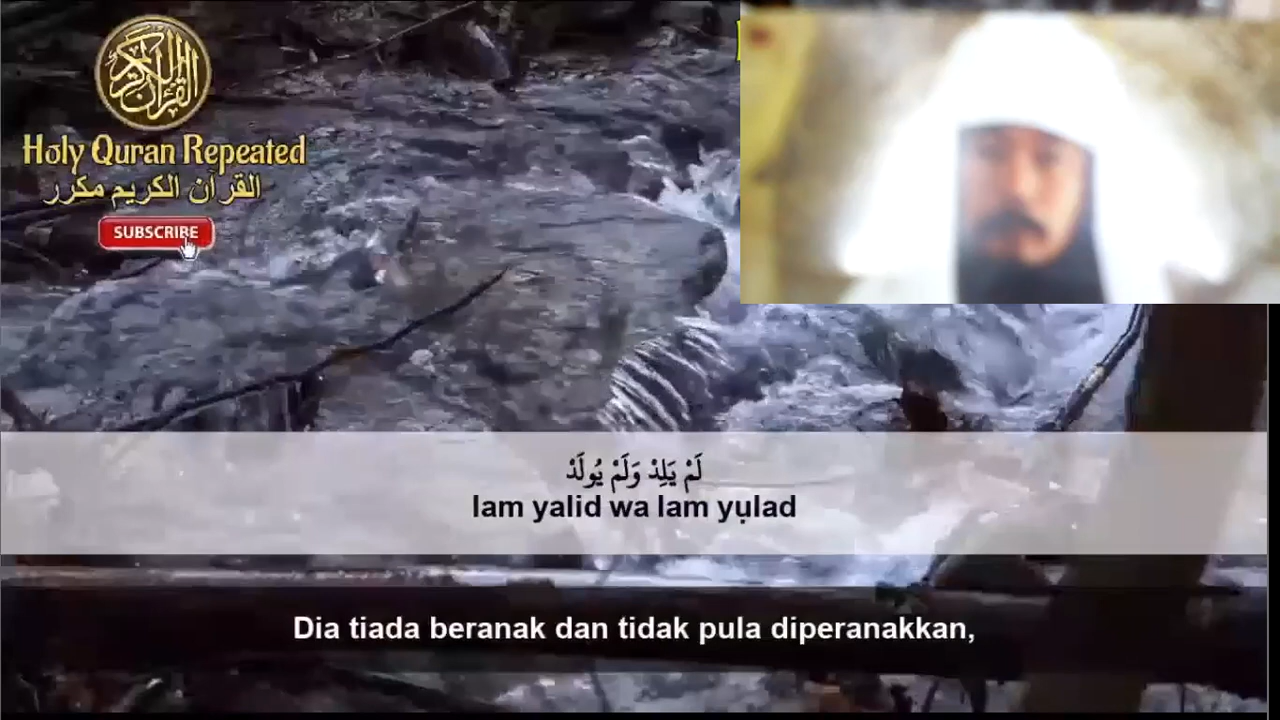 Holy Quran Repeated
القرآن الكريم مكرر
SUBSCRIBE
لَمْ يَلِدْ وَلَمْ يُولَدْ
lam yalid wa lam yụlad
Dia tiada beranak dan tidak pula diperanakkan,